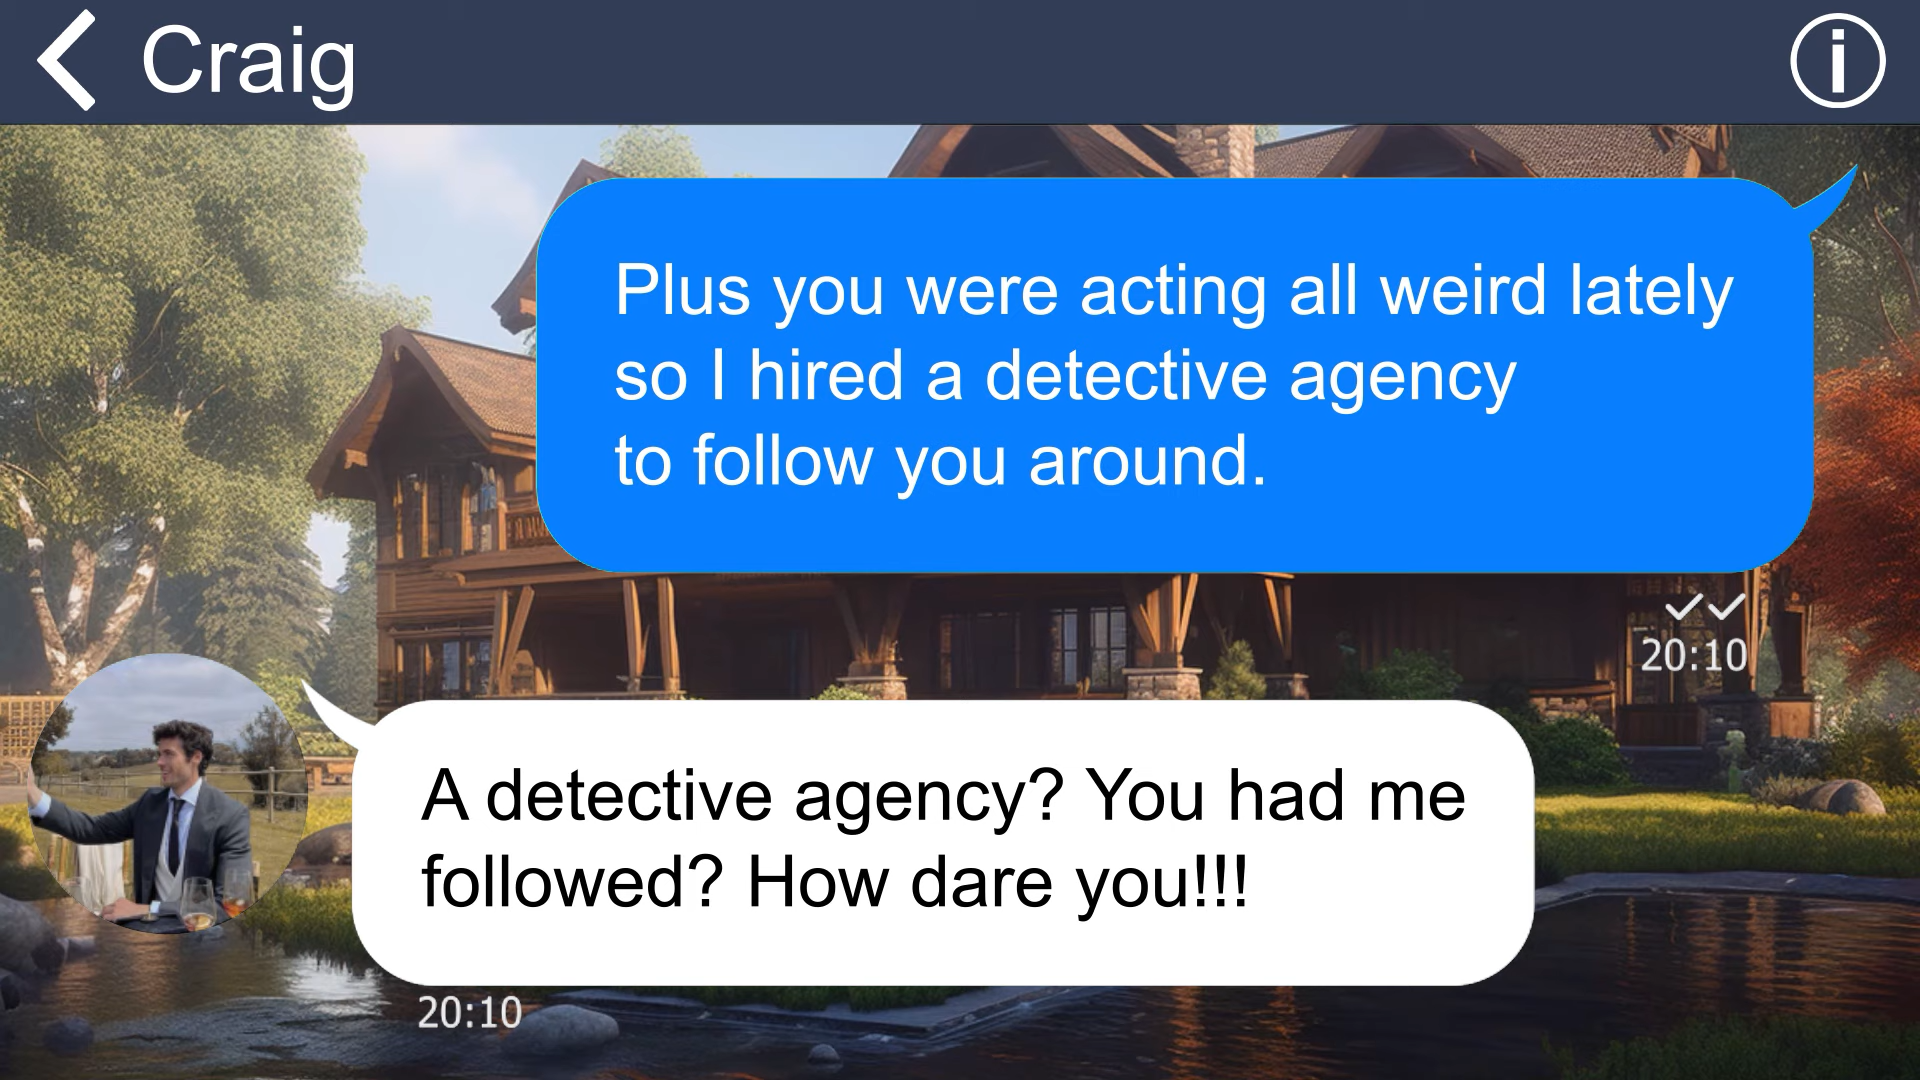 Craig
Plus you were acting all weird lately
so I hired a detective agency
to follow you around.
20:10
A detective agency? You had me
followed? How dare you!!!
20:10